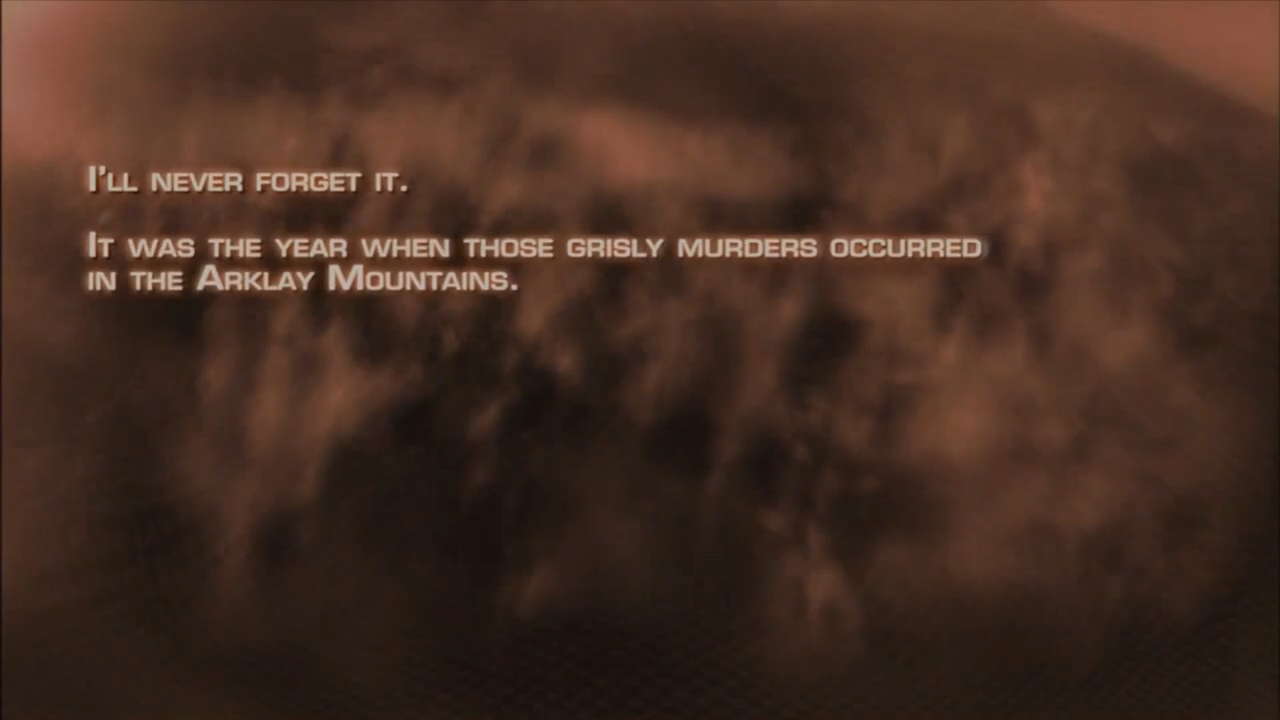 I'll never forget it.
It was the year when those grisly murders occurred
in the Arklay Mountains.